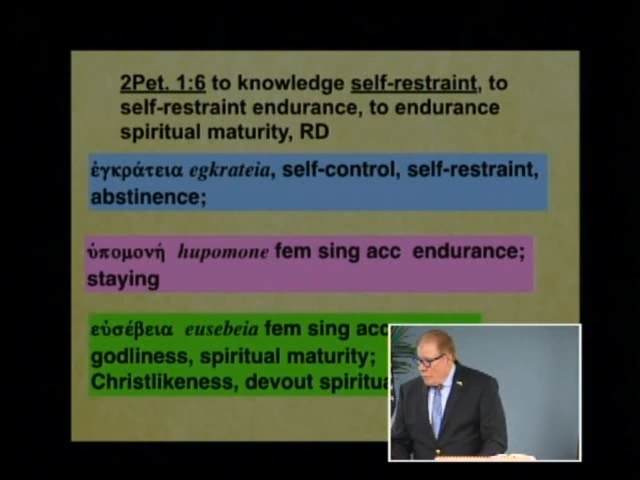 2Pet. 1:6 to knowledge self-restraint, to
self-restraint endurance, to endurance
spiritual maturity, RD
ἐγκράτεια egkrateia, self-control, self-restraint,
abstinence;
ὑπομονή hupomone fem sing acc endurance;
staying
εὐσέβεια eusebeia fem sing acc
godliness, spiritual maturity;
Christlikeness, devout